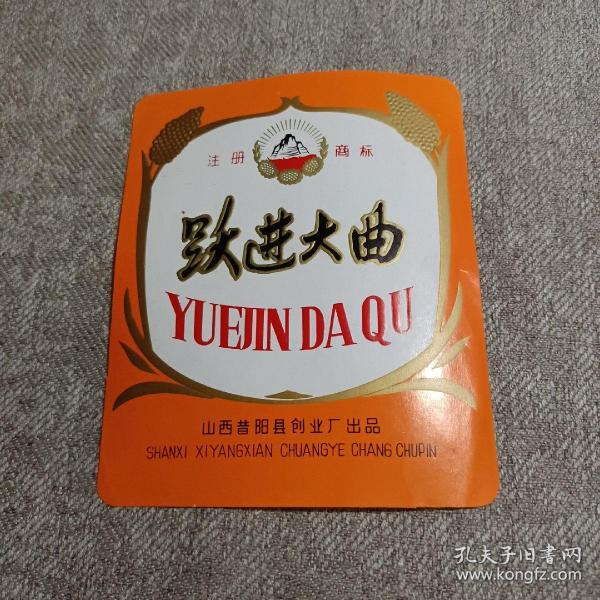 注册 商标
跃进大曲
YUEJIN DA QU
山西昔阳县创业厂出品
SHANXI XIYANGXIAN CHUANGYE CHANG CHUPIN
孔夫子旧书网
www.kongfz.com